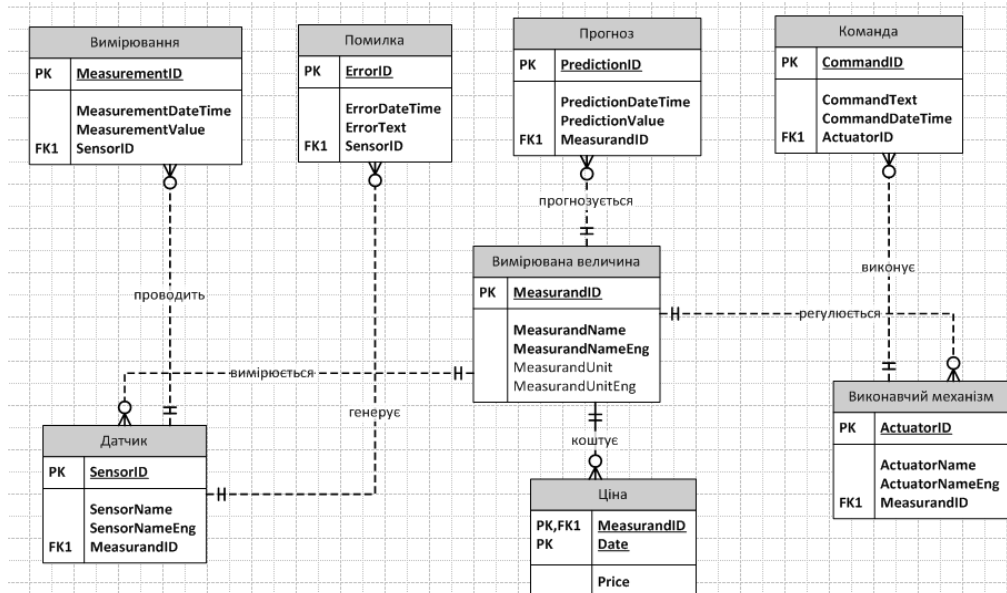 Вимірювання
PK MeasurementID
MeasurementDateTime
MeasurementValue
FK1 SensorID
Помилка
PK ErrorID
ErrorDateTime
ErrorText
FK1 SensorID
Прогноз
PK PredictionID
PredictionDateTime
PredictionValue
FK1 MeasurandID
Команда
PK CommandID
CommandText
CommandDateTime
FK1 ActuatorID
прогнозується
Вимірювана величина
PK MeasurandID
MeasurandName
MeasurandNameEng
MeasurandUnit
MeasurandUnitEng
виконує
проводить
регулюється
вимірюється
генерує
коштує
Датчик
PK SensorID
SensorName
SensorNameEng
FK1 MeasurandID
Ціна
PK,FK1 MeasurandID
PK Date
Price
Виконавчий механізм
PK ActuatorID
ActuatorName
ActuatorNameEng
FK1 MeasurandID